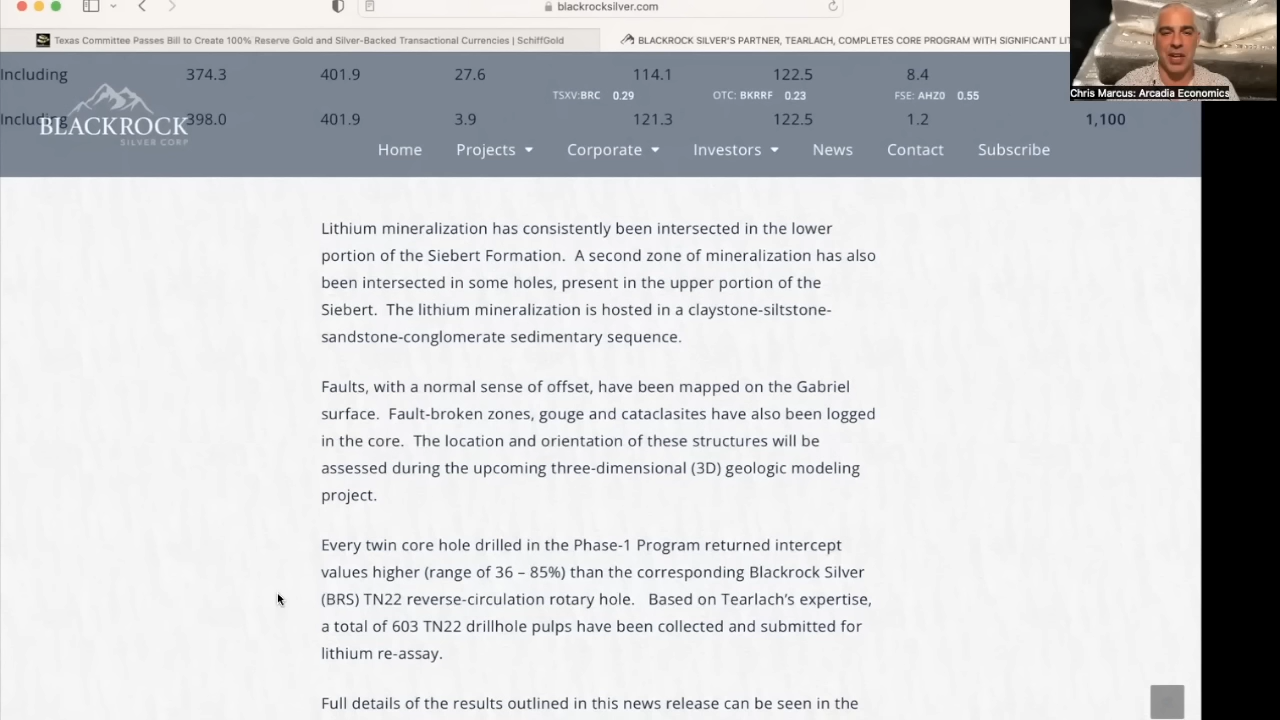 blackrocksilver.com
Texas Committee Passes Bill to Create 100% Reserve Gold and Silver-Backed Transactional Currencies | SchiffGold
BLACKROCK SILVER'S PARTNER, TEARLACH, COMPLETES CORE PROGRAM WITH SIGNIFICANT LIT
Chris Marcus: Arcadia Economics
Including 374.3 401.9 27.6 114.1 122.5 8.4
TSXV:BRC 0.29 OTC: BKRRF 0.23 FSE: AHZ0 0.55
Including 398.0 401.9 3.9 121.3 122.5 1.2 1,100
BLACKROCK
SILVER CORP
Home Projects Corporate Investors News Contact Subscribe
Lithium mineralization has consistently been intersected in the lower
portion of the Siebert Formation. A second zone of mineralization has also
been intersected in some holes, present in the upper portion of the
Siebert. The lithium mineralization is hosted in a claystone-siltstone-
sandstone-conglomerate sedimentary sequence.
Faults, with a normal sense of offset, have been mapped on the Gabriel
surface. Fault-broken zones, gouge and cataclasites have also been logged
in the core. The location and orientation of these structures will be
assessed during the upcoming three-dimensional (3D) geologic modeling
project.
Every twin core hole drilled in the Phase-1 Program returned intercept
values higher (range of 36 – 85%) than the corresponding Blackrock Silver
(BRS) TN22 reverse-circulation rotary hole. Based on Tearlach's expertise,
a total of 603 TN22 drillhole pulps have been collected and submitted for
lithium re-assay.
Full details of the results outlined in this news release can be seen in the